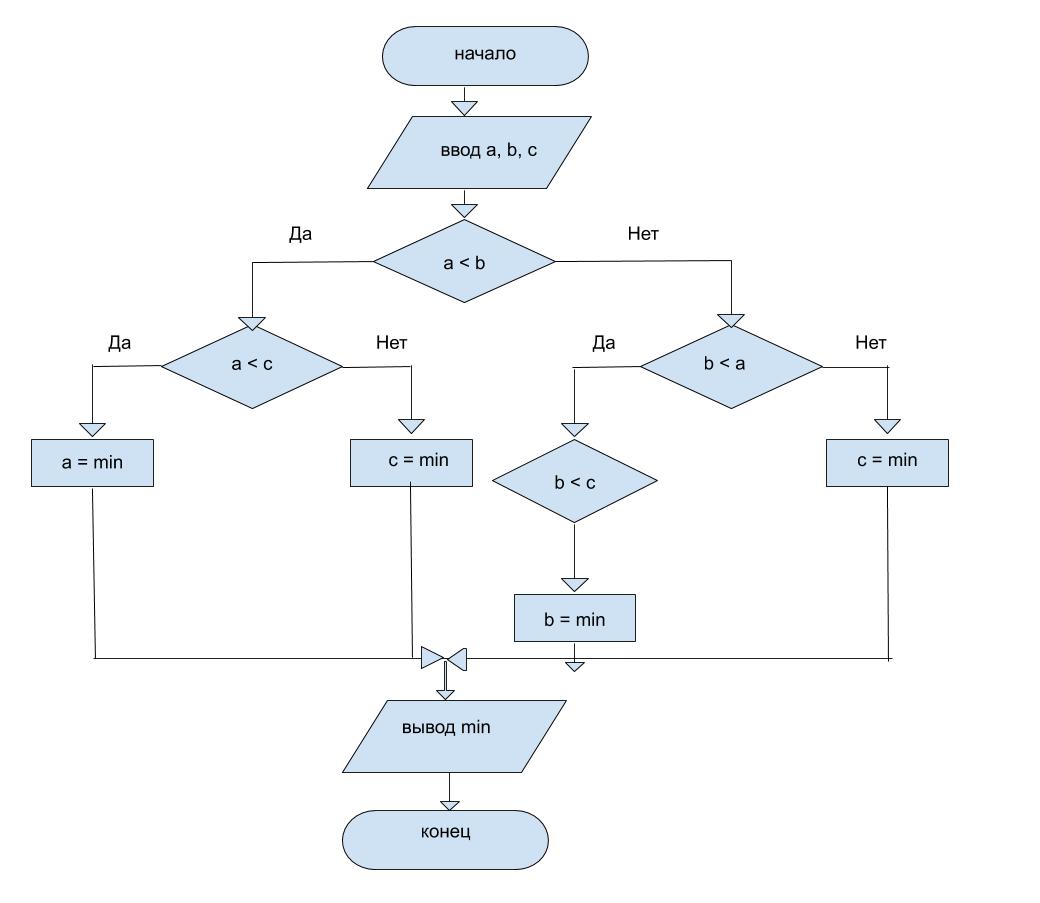 начало
ввод a, b, c
Да
Нет
a < b
Да
Нет
Да
Нет
a < c
b < a
a = min
c = min
b < c
c = min
b = min
вывод min
конец